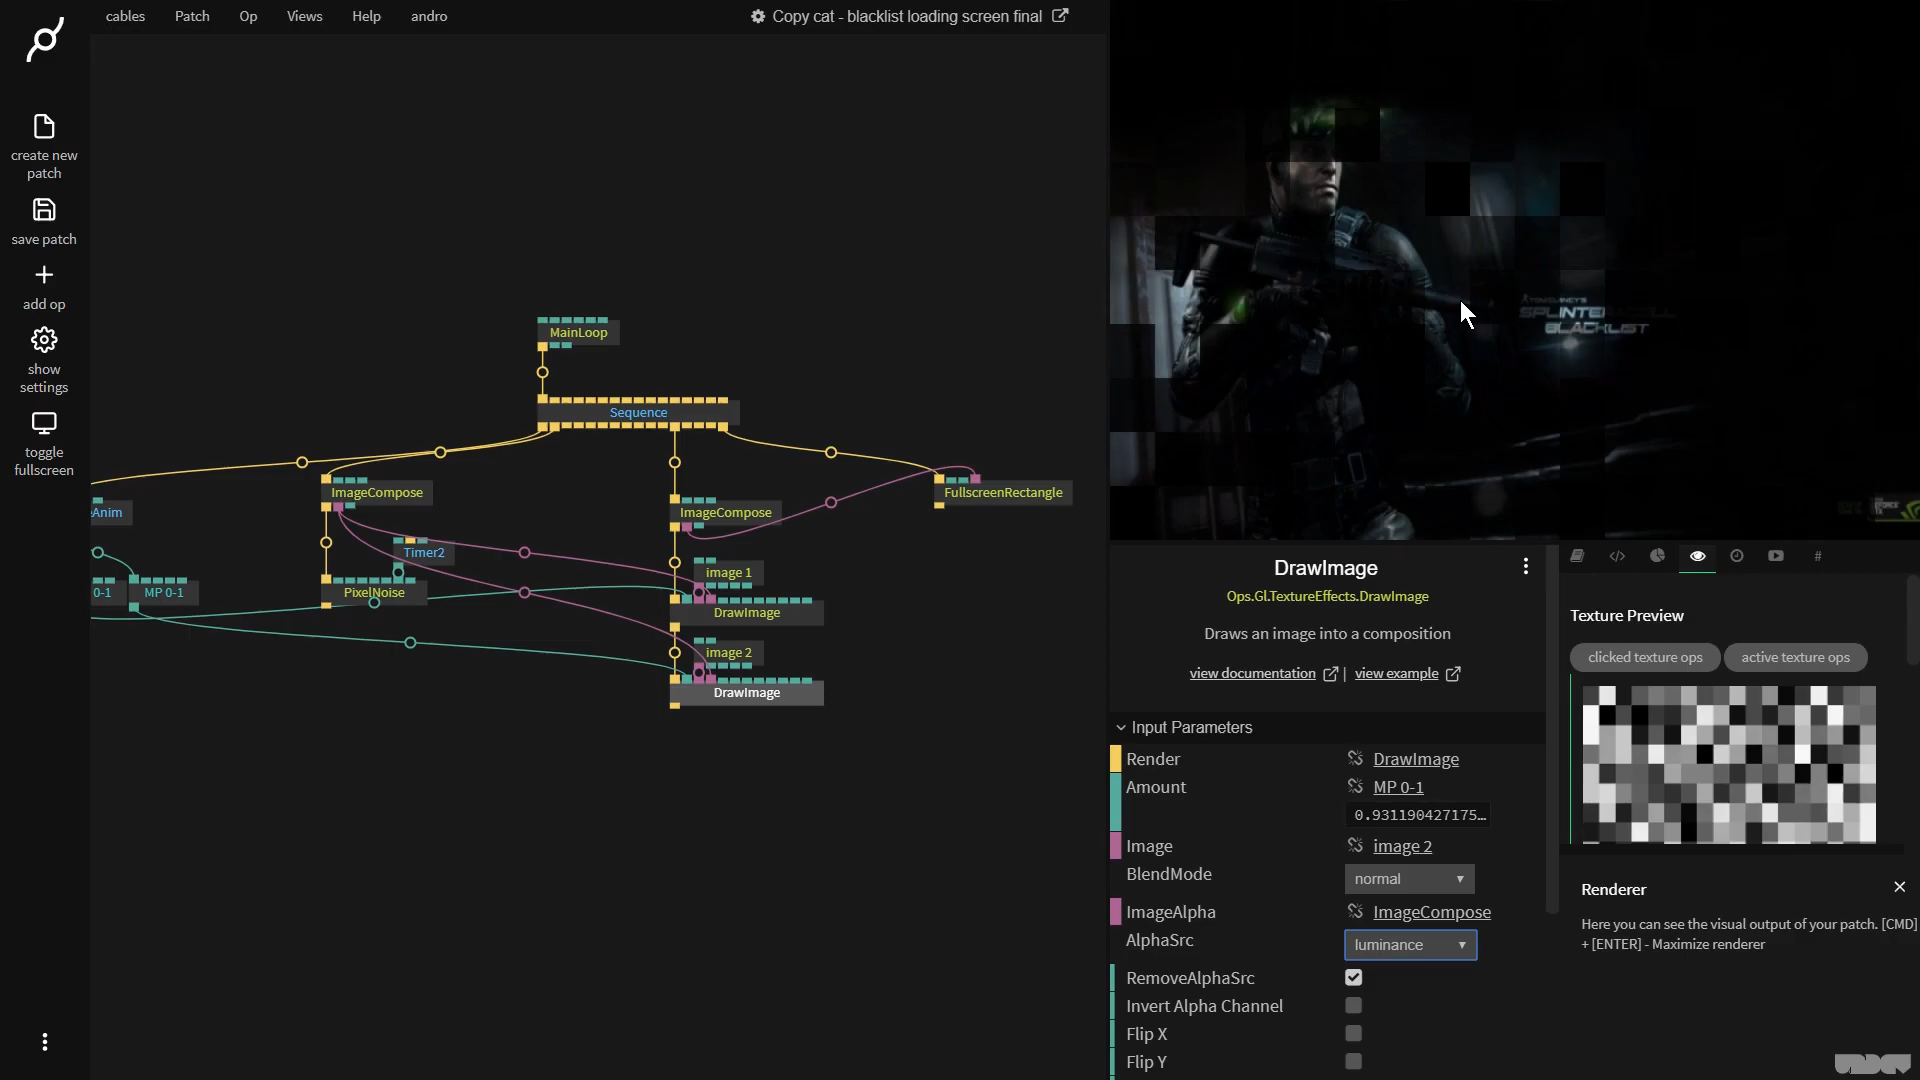 cables Patch Op Views Help andro
Copy cat - blacklist loading screen final
create new
patch
save patch
add op
show
settings
toggle
fullscreen
MainLoop
Sequence
ImageCompose
FullscreenRectangle
Anim
ImageCompose
Timer2
image 1
0-1
MP 0-1
PixelNoise
DrawImage
image 2
DrawImage
TOM CLANCY'S
SPLINTER CELL
BLACKLIST
DrawImage
Ops.Gl.TextureEffects.DrawImage
Draws an image into a composition
view documentation | view example
Input Parameters
Render DrawImage
Amount MP 0-1
0.931190427175…
Image image 2
BlendMode normal
ImageAlpha ImageCompose
AlphaSrc luminance
RemoveAlphaSrc
Invert Alpha Channel
Flip X
Flip Y
#
Texture Preview
clicked texture ops active texture ops
Renderer
Here you can see the visual output of your patch. [CMD]
+ [ENTER] - Maximize renderer